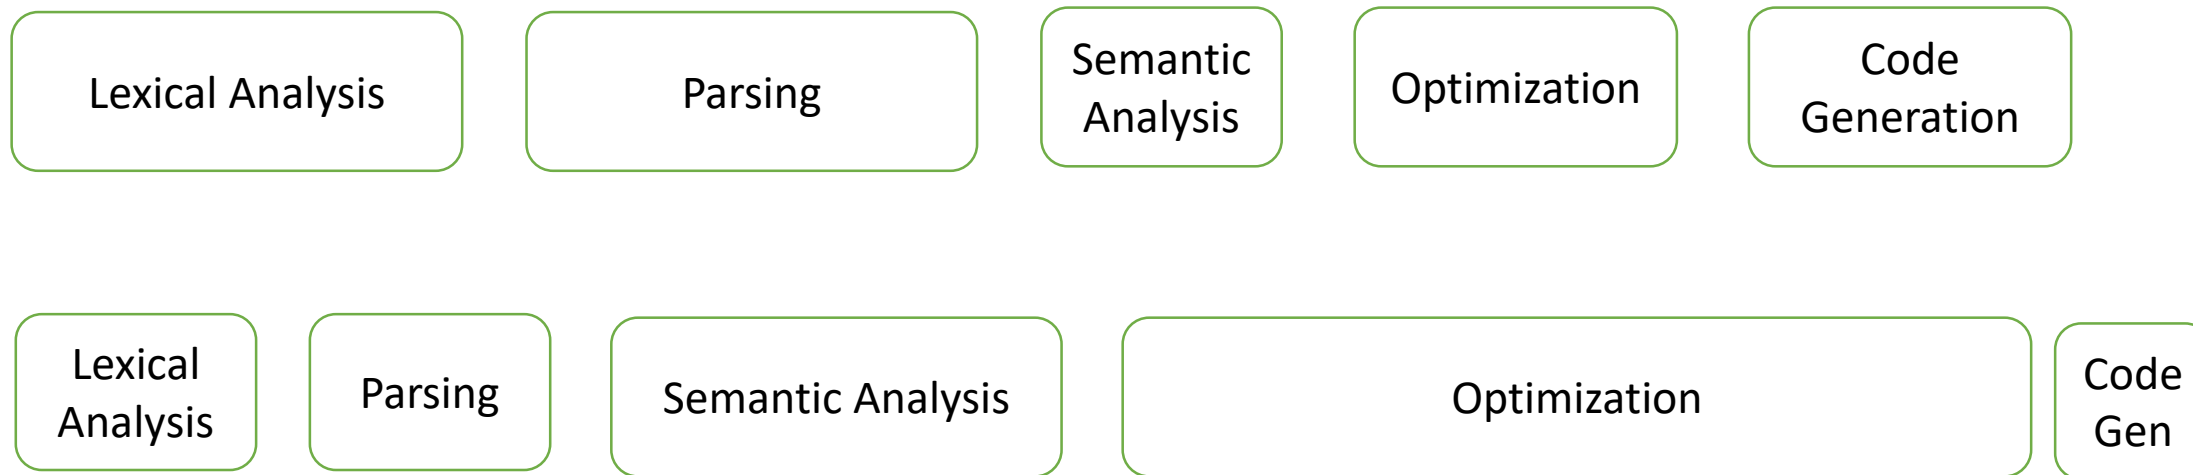 Lexical Analysis
Parsing
Semantic
Analysis
Optimization
Code
Generation
Lexical
Analysis
Parsing
Semantic Analysis
Optimization
Code
Gen